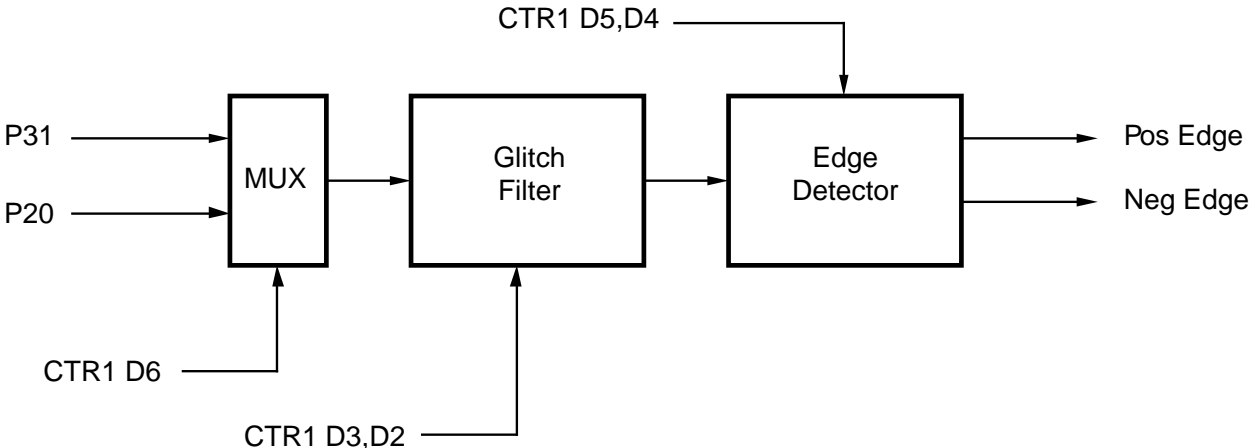 CTR1 D5,D4
P31
P20
MUX
Glitch
Filter
Edge
Detector
Pos Edge
Neg Edge
CTR1 D6
CTR1 D3,D2